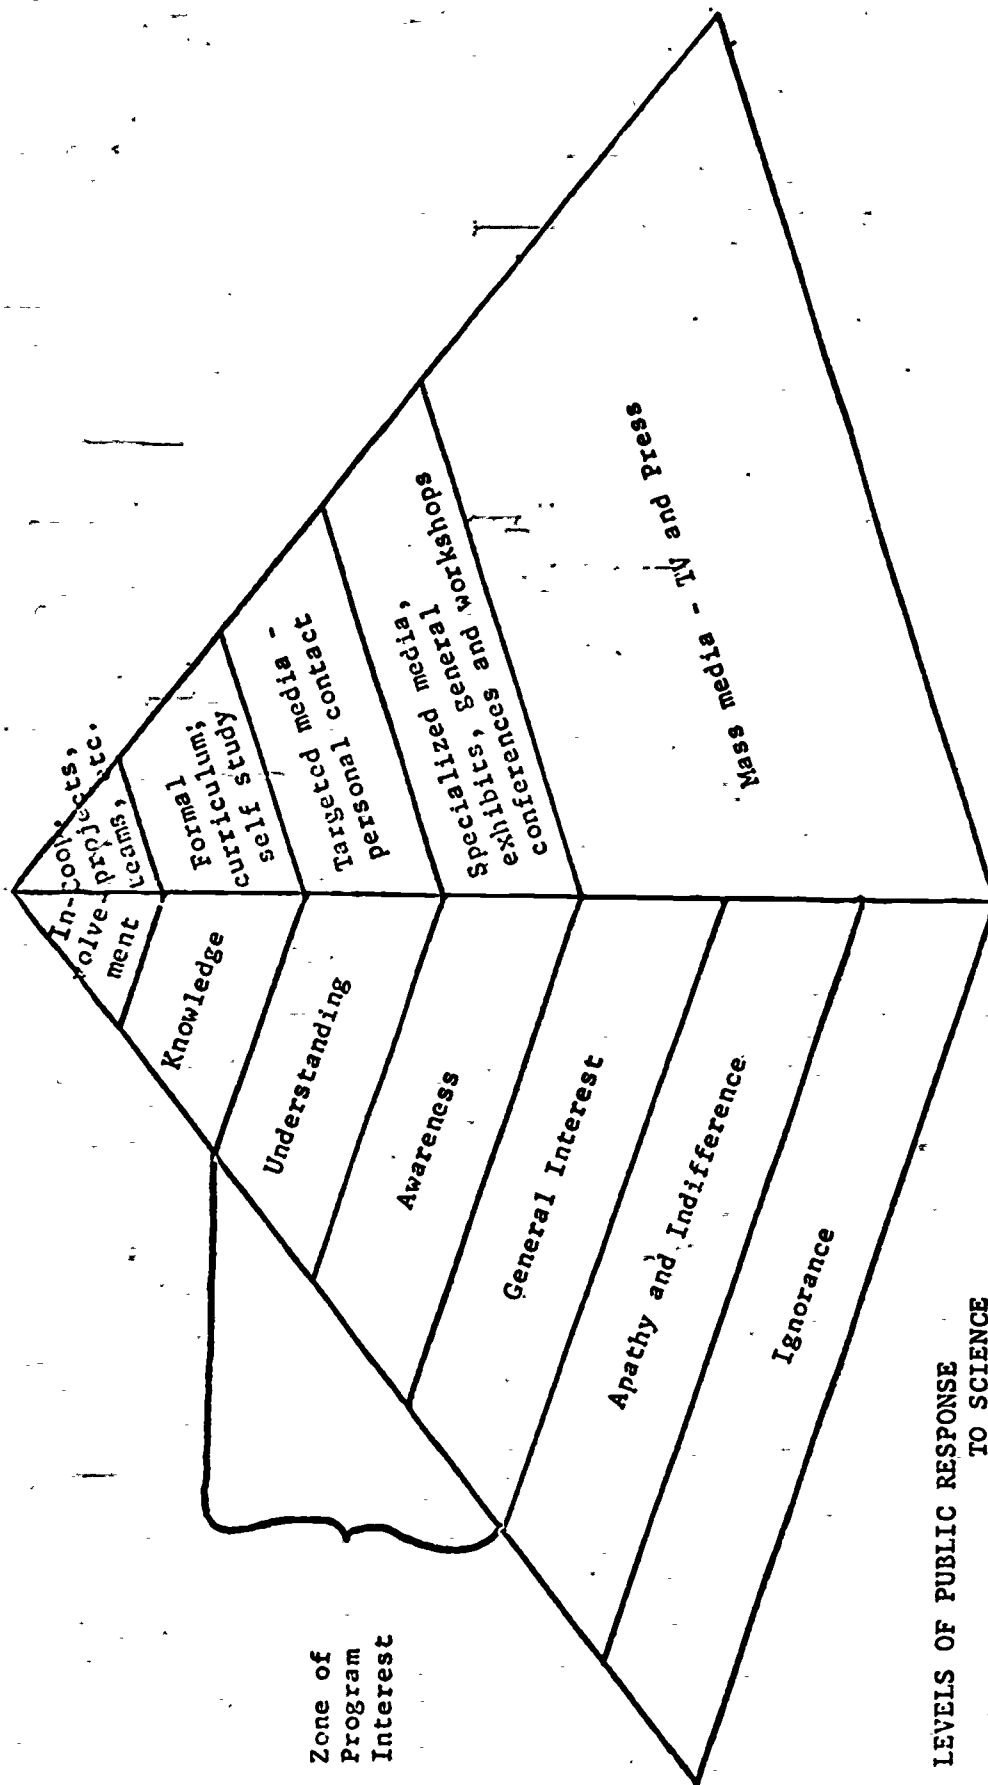 In-
volve-
ment
coop.
projects,
teams, etc.
Knowledge
Formal
curriculum;
self study
Understanding
Targeted media -
personal contact
Awareness
Specialized media,
exhibits, general
conferences and workshops
General Interest
Mass media - TV and Press
Apathy and Indifference
Ignorance
Zone of
Program
Interest
LEVELS OF PUBLIC RESPONSE
TO SCIENCE